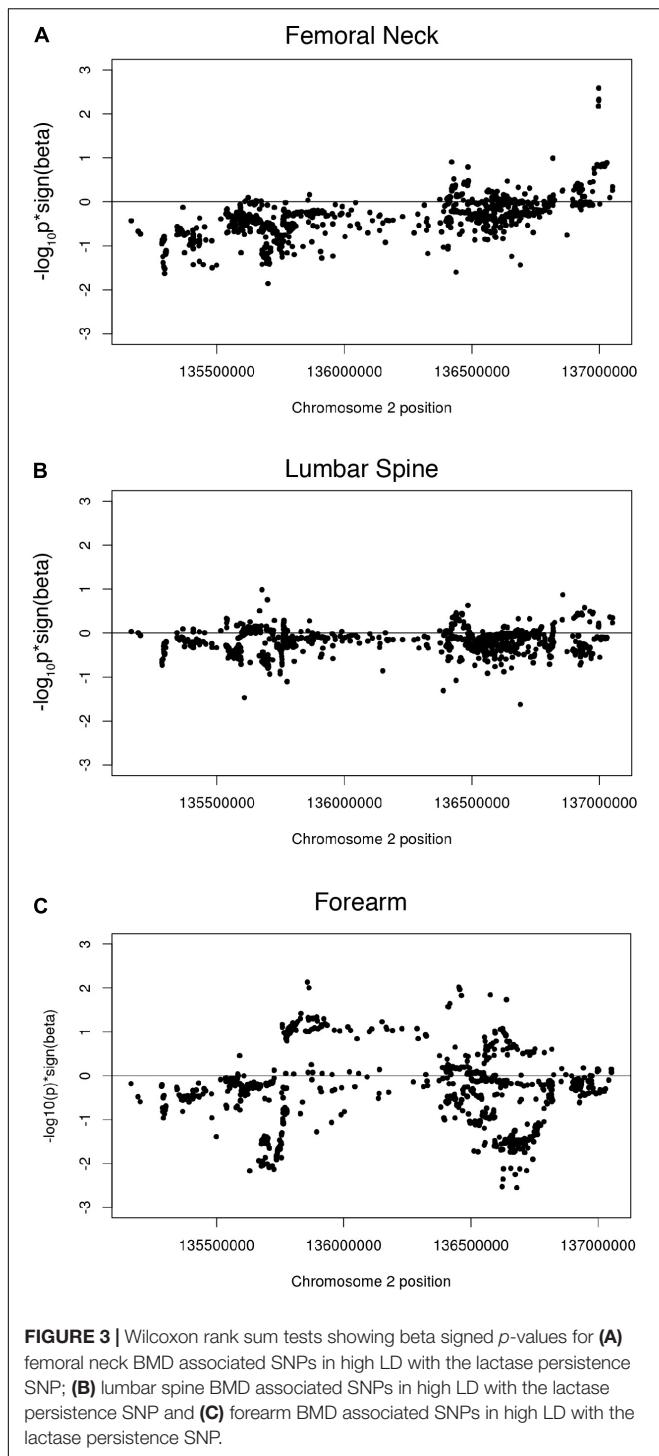 A
Femoral Neck
-log10p*sign(beta)
3
2
1
0
-1
-2
-3
135500000 136000000 136500000 137000000
Chromosome 2 position
B
Lumbar Spine
-log10p*sign(beta)
3
2
1
0
-1
-2
-3
135500000 136000000 136500000 137000000
Chromosome 2 position
C
Forearm
-log10(p)*sign(beta)
3
2
1
0
-1
-2
-3
135500000 136000000 136500000 137000000
Chromosome 2 position
FIGURE 3 | Wilcoxon rank sum tests showing beta signed p-values for (A)
femoral neck BMD associated SNPs in high LD with the lactase persistence
SNP; (B) lumbar spine BMD associated SNPs in high LD with the lactase
persistence SNP and (C) forearm BMD associated SNPs in high LD with the
lactase persistence SNP.